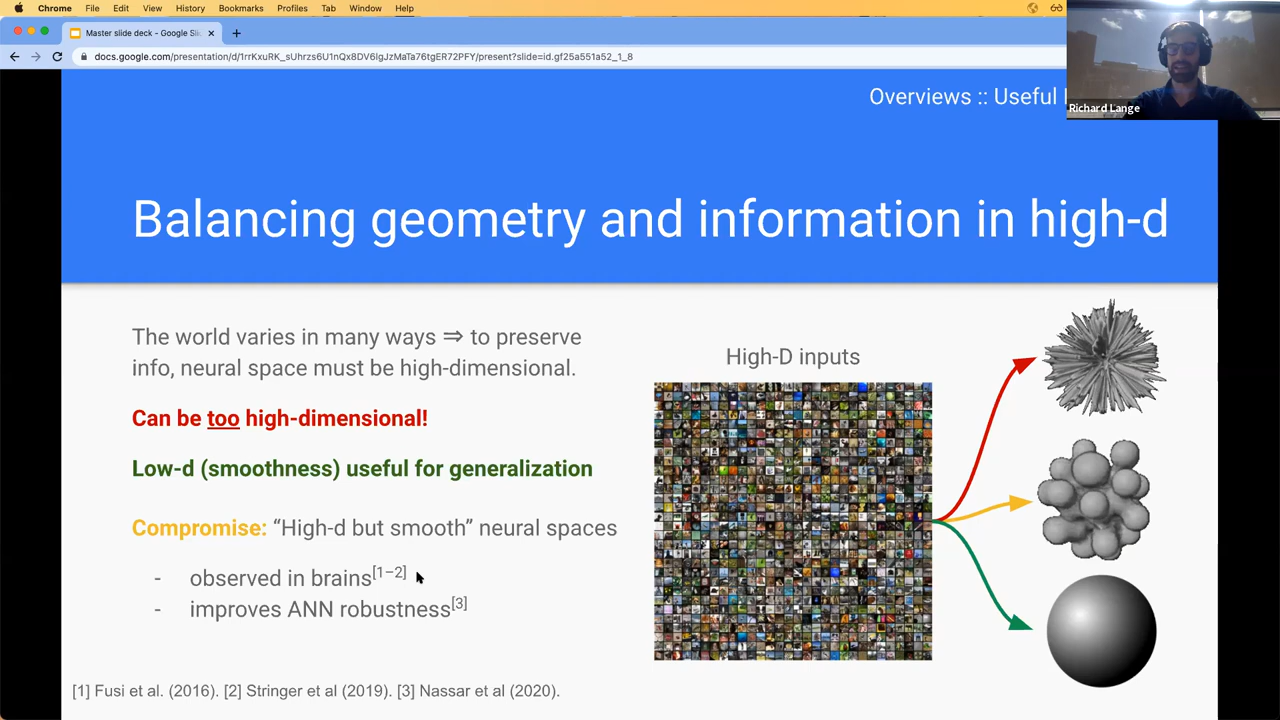 Chrome File Edit View History Bookmarks Profiles Tab Window Help
Master slide deck - Google Sli
docs.google.com/presentation/d/1rrKxuRK_sUhrzs6U1nQx8DV6IgJzMaTa76tgER72PFY/present?slide=id.gf25a551a52_1_8
Richard Lange
Overviews :: Useful
Balancing geometry and information in high-d
The world varies in many ways ⇒ to preserve
info, neural space must be high-dimensional.
Can be too high-dimensional!
Low-d (smoothness) useful for generalization
Compromise: “High-d but smooth” neural spaces
- observed in brains[1–2]
- improves ANN robustness[3]
High-D inputs
[1] Fusi et al. (2016). [2] Stringer et al (2019). [3] Nassar et al (2020).